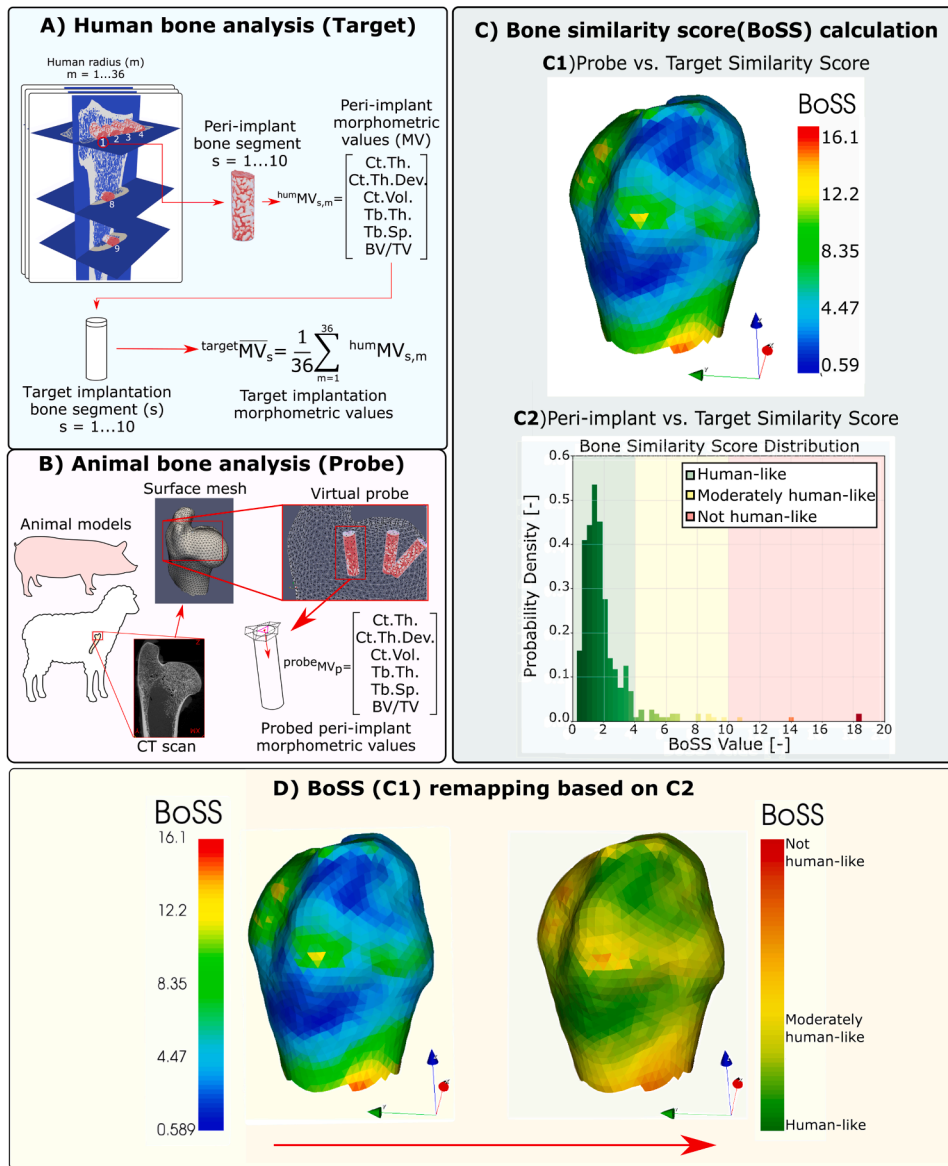 A) Human bone analysis (Target)
Human radius (m)
m = 1...36
1
2
3
4
8
9
Peri-implant
bone segment
s = 1...10
Peri-implant
morphometric
values (MV)
humMVs,m=
Ct.Th.
Ct.Th.Dev.
Ct.Vol.
Tb.Th.
Tb.Sp.
BV/TV
Target implantation
bone segment (s)
s = 1...10
targetMVs= 1/36 ∑ m=1 36 humMVs,m
Target implantation
morphometric values
B) Animal bone analysis (Probe)
Animal models
Surface mesh
Virtual probe
CT scan
probeMVp=
Ct.Th.
Ct.Th.Dev.
Ct.Vol.
Tb.Th.
Tb.Sp.
BV/TV
Probed peri-implant
morphometric values
C) Bone similarity score(BoSS) calculation
C1)Probe vs. Target Similarity Score
BoSS
16.1
12.2
8.35
4.47
0.59
C2)Peri-implant vs. Target Similarity Score
Bone Similarity Score Distribution
Human-like
Moderately human-like
Not human-like
Probability Density [-]
0.6
0.5
0.4
0.3
0.2
0.1
0.0
0 2 4 6 8 10 12 14 16 18 20
BoSS Value [-]
D) BoSS (C1) remapping based on C2
BoSS
16.1
12.2
8.35
4.47
0.589
BoSS
Not
human-like
Moderately
human-like
Human-like